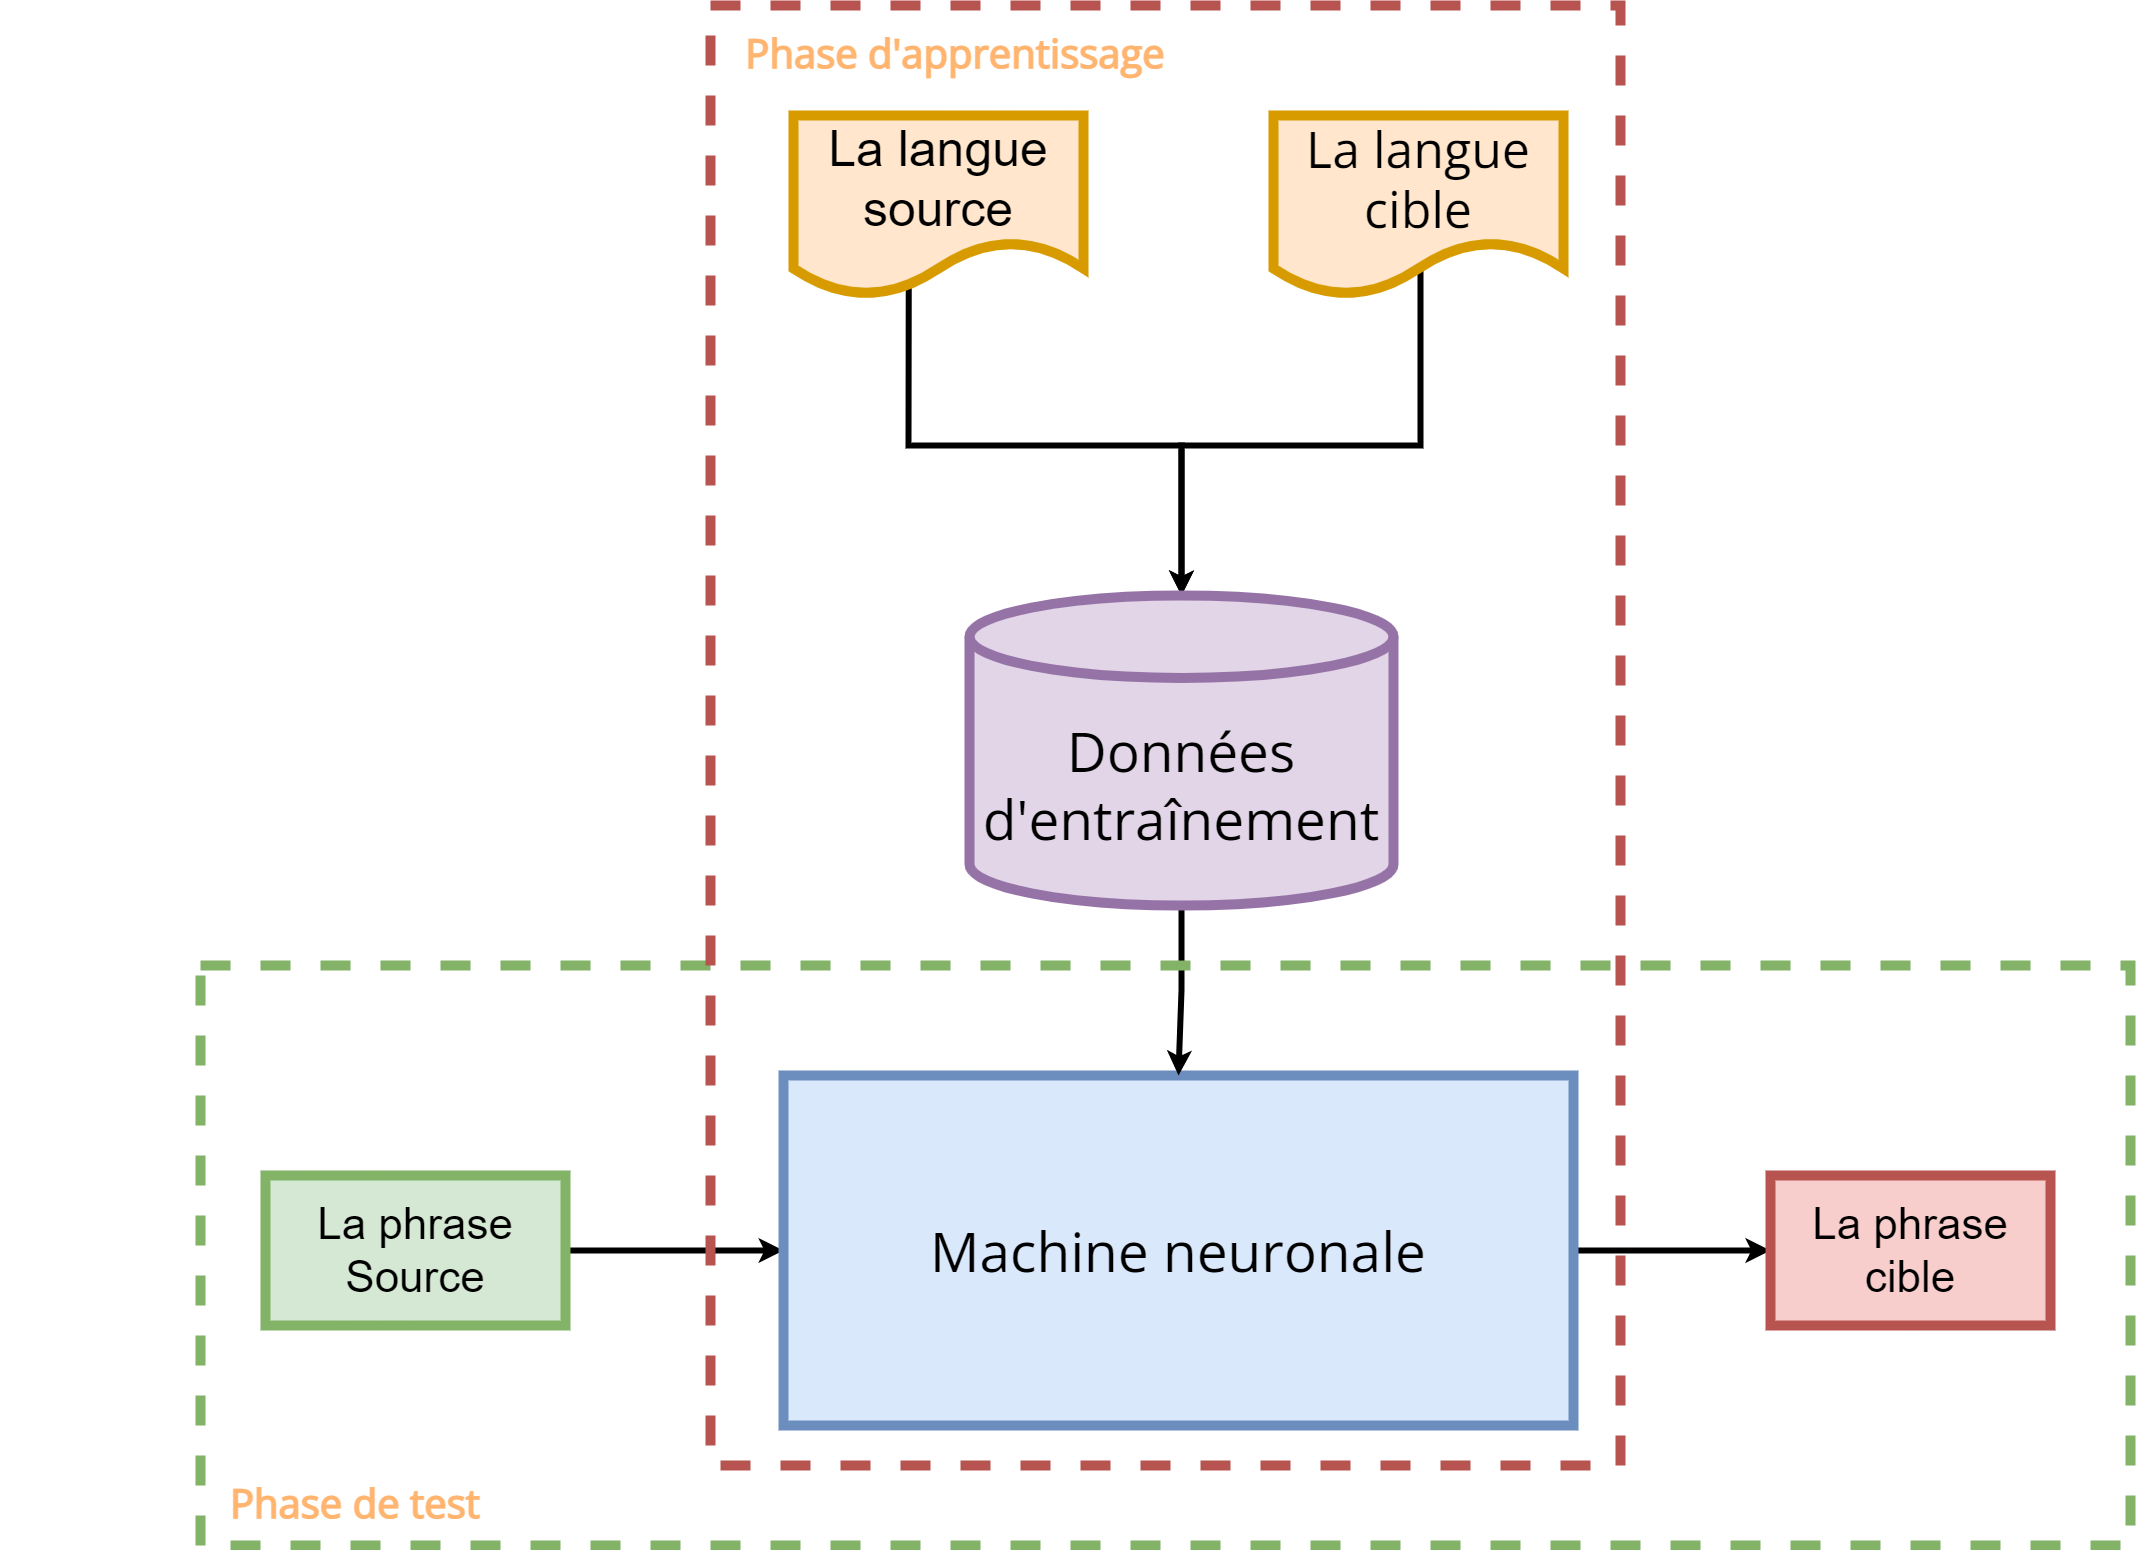 Phase d'apprentissage
La langue
source
La langue
cible
Données
d'entraînement
La phrase
Source
Machine neuronale
La phrase
cible
Phase de test